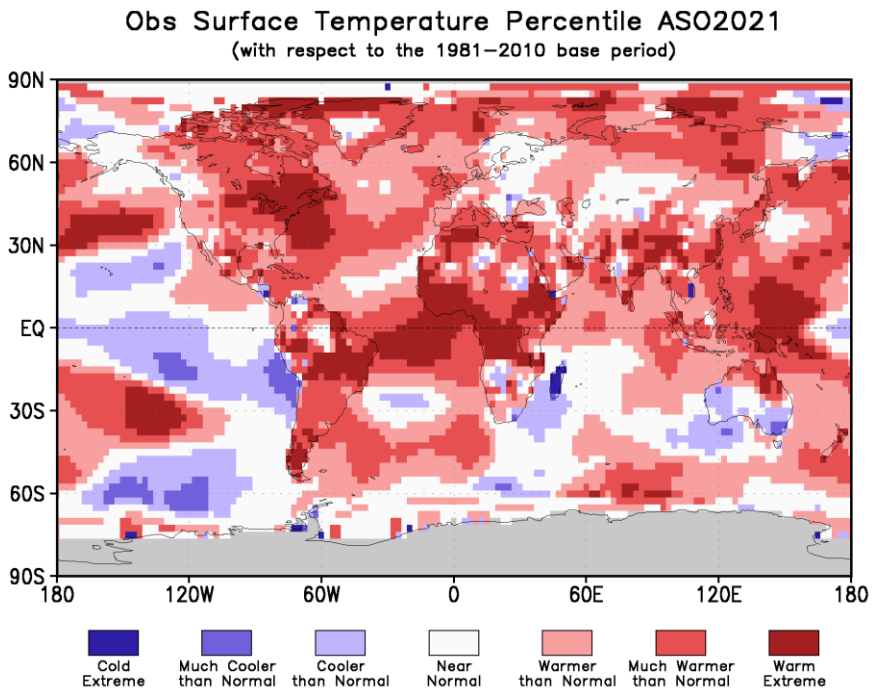 Obs Surface Temperature Percentile ASO2021
(with respect to the 1981−2010 base period)
90N
60N
30N
EQ
30S
60S
90S
180 120W 60W 0 60E 120E 180
Cold Extreme
Much Cooler than Normal
Cooler than Normal
Near Normal
Warmer than Normal
Much Warmer than Normal
Warm Extreme